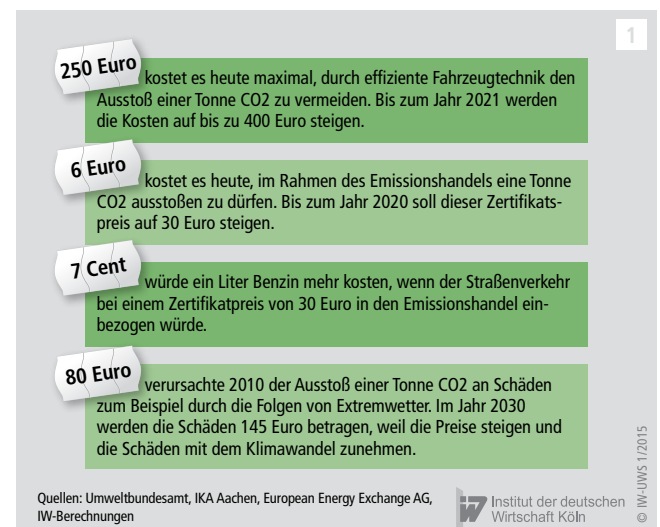 1
250 Euro kostet es heute maximal, durch effiziente Fahrzeugtechnik den
Ausstoß einer Tonne CO2 zu vermeiden. Bis zum Jahr 2021 werden
die Kosten auf bis zu 400 Euro steigen.
6 Euro kostet es heute, im Rahmen des Emissionshandels eine Tonne
CO2 ausstoßen zu dürfen. Bis zum Jahr 2020 soll dieser Zertifikats-
preis auf 30 Euro steigen.
7 Cent würde ein Liter Benzin mehr kosten, wenn der Straßenverkehr
bei einem Zertifikatpreis von 30 Euro in den Emissionshandel ein-
bezogen würde.
80 Euro verursachte 2010 der Ausstoß einer Tonne CO2 an Schäden
zum Beispiel durch die Folgen von Extremwetter. Im Jahr 2030
werden die Schäden 145 Euro betragen, weil die Preise steigen und
die Schäden mit dem Klimawandel zunehmen.
Quellen: Umweltbundesamt, IKA Aachen, European Energy Exchange AG,
IW-Berechnungen
Institut der deutschen
Wirtschaft Köln
© IW-UWS 1/2015